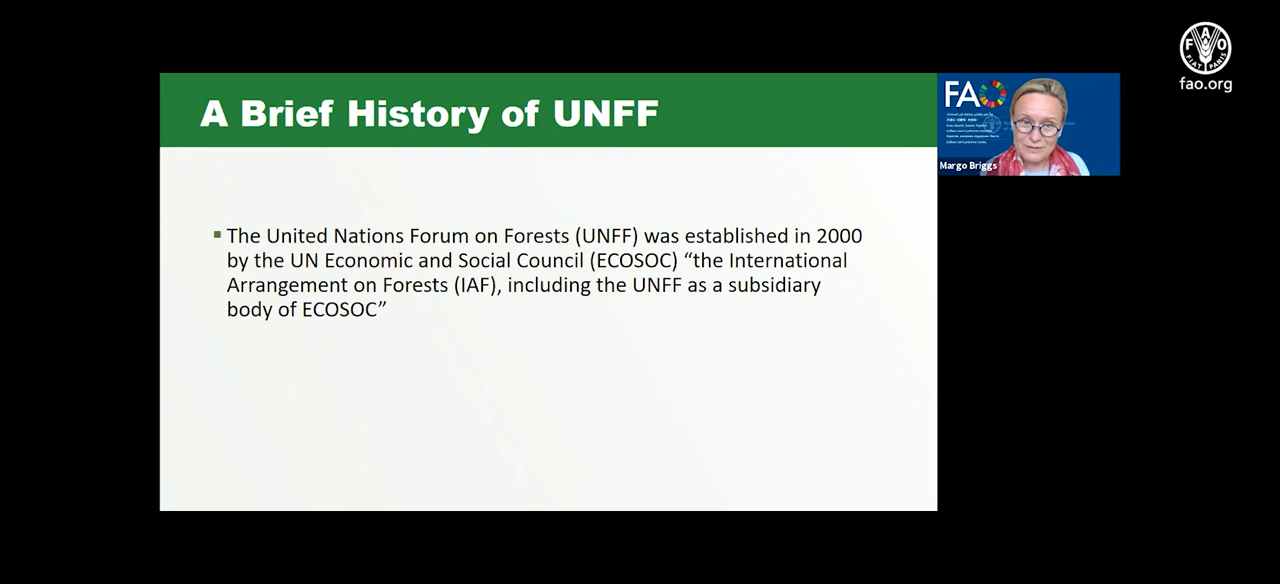 A Brief History of UNFF
▪ The United Nations Forum on Forests (UNFF) was established in 2000
by the UN Economic and Social Council (ECOSOC) “the International
Arrangement on Forests (IAF), including the UNFF as a subsidiary
body of ECOSOC”
FAO
Margo Briggs
F A O
FIAT PANIS
fao.org